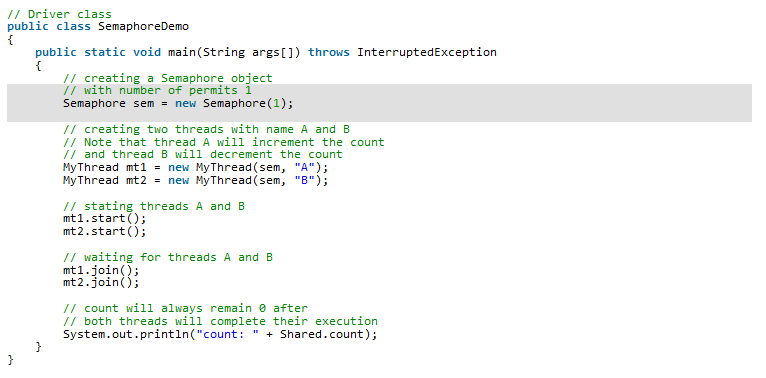 // Driver class
public class SemaphoreDemo
{
    public static void main(String args[]) throws InterruptedException
    {
        // creating a Semaphore object
        // with number of permits 1
        Semaphore sem = new Semaphore(1);

        // creating two threads with name A and B
        // Note that thread A will increment the count
        // and thread B will decrement the count
        MyThread mt1 = new MyThread(sem, "A");
        MyThread mt2 = new MyThread(sem, "B");

        // stating threads A and B
        mt1.start();
        mt2.start();

        // waiting for threads A and B
        mt1.join();
        mt2.join();

        // count will always remain 0 after
        // both threads will complete their execution
        System.out.println("count: " + Shared.count);
    }
}